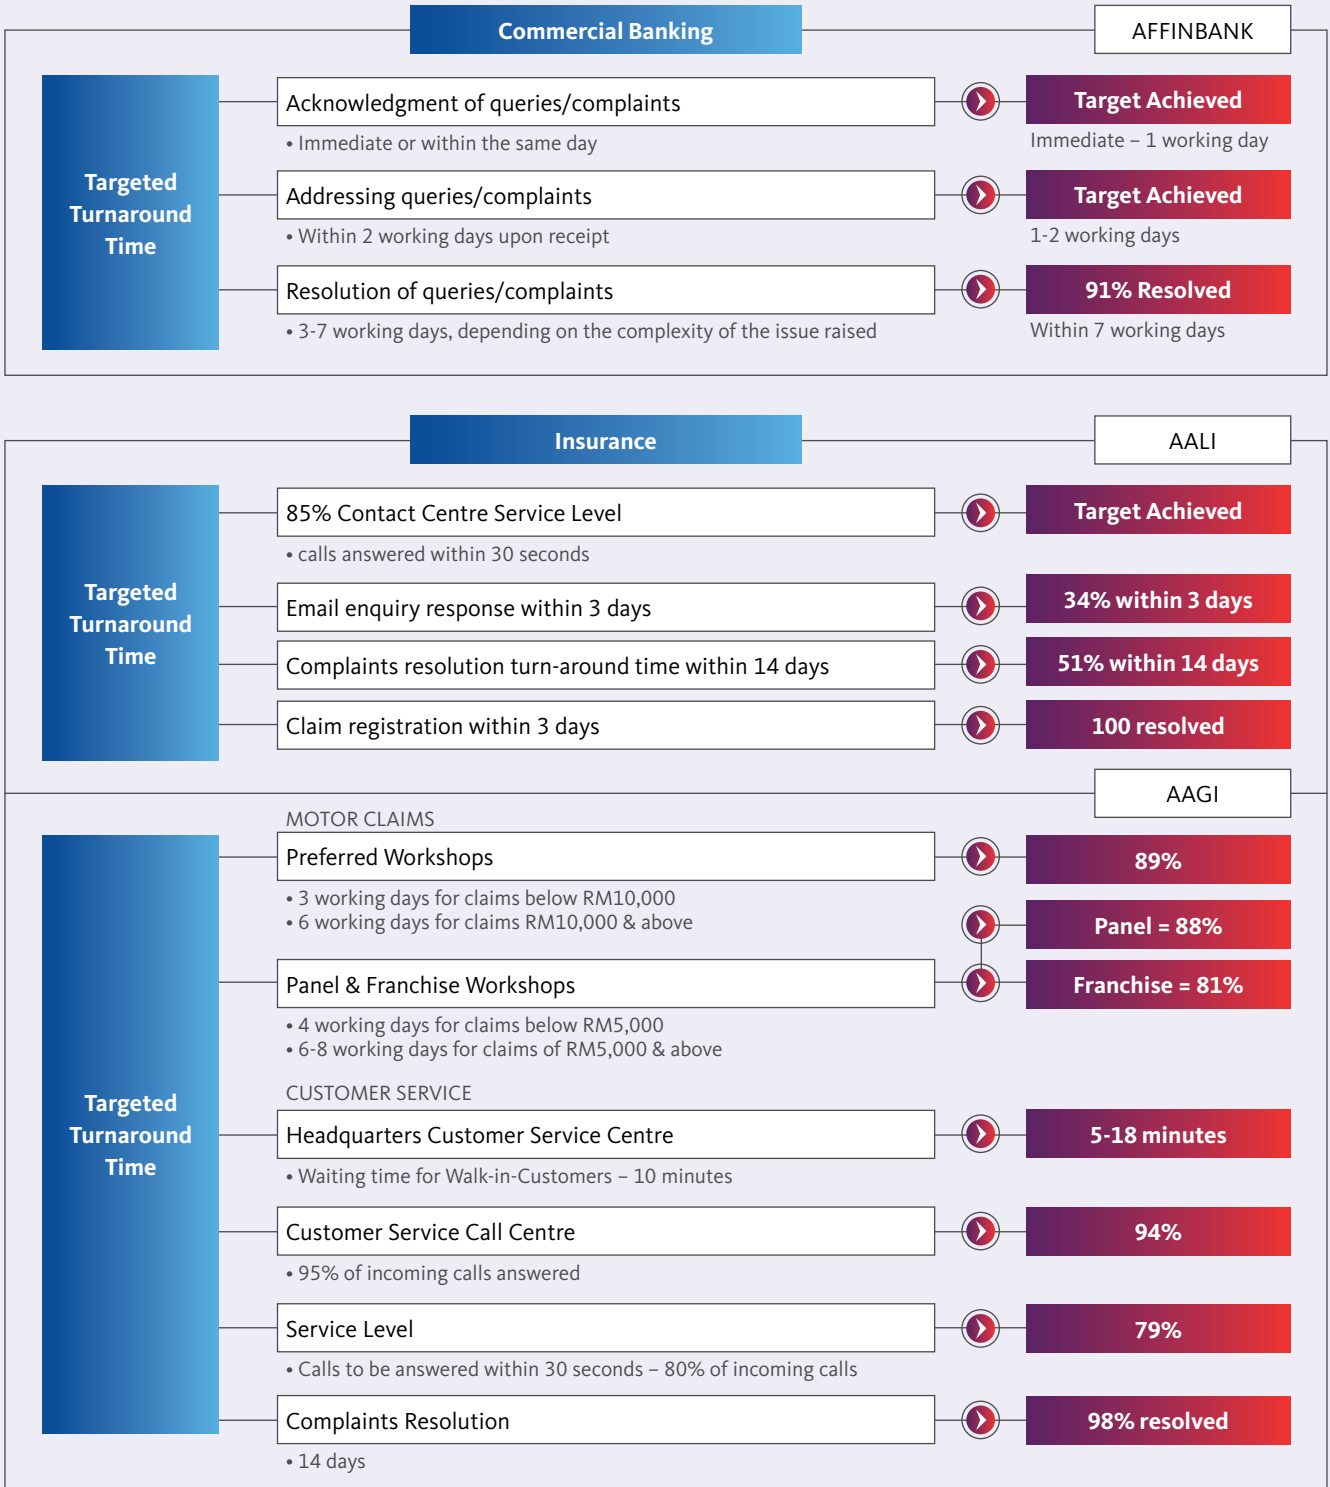 Commercial Banking
AFFINBANK
Targeted
Turnaround
Time
Acknowledgment of queries/complaints
• Immediate or within the same day
Target Achieved
Immediate – 1 working day
Addressing queries/complaints
• Within 2 working days upon receipt
Target Achieved
1-2 working days
Resolution of queries/complaints
• 3-7 working days, depending on the complexity of the issue raised
91% Resolved
Within 7 working days
Insurance
AALI
Targeted
Turnaround
Time
85% Contact Centre Service Level
• calls answered within 30 seconds
Target Achieved
Email enquiry response within 3 days
34% within 3 days
Complaints resolution turn-around time within 14 days
51% within 14 days
Claim registration within 3 days
100 resolved
AAGI
Targeted
Turnaround
Time
MOTOR CLAIMS
Preferred Workshops
• 3 working days for claims below RM10,000
• 6 working days for claims RM10,000 & above
89%
Panel = 88%
Panel & Franchise Workshops
• 4 working days for claims below RM5,000
• 6-8 working days for claims of RM5,000 & above
Franchise = 81%
CUSTOMER SERVICE
Headquarters Customer Service Centre
• Waiting time for Walk-in-Customers – 10 minutes
5-18 minutes
Customer Service Call Centre
• 95% of incoming calls answered
94%
Service Level
• Calls to be answered within 30 seconds – 80% of incoming calls
79%
Complaints Resolution
• 14 days
98% resolved